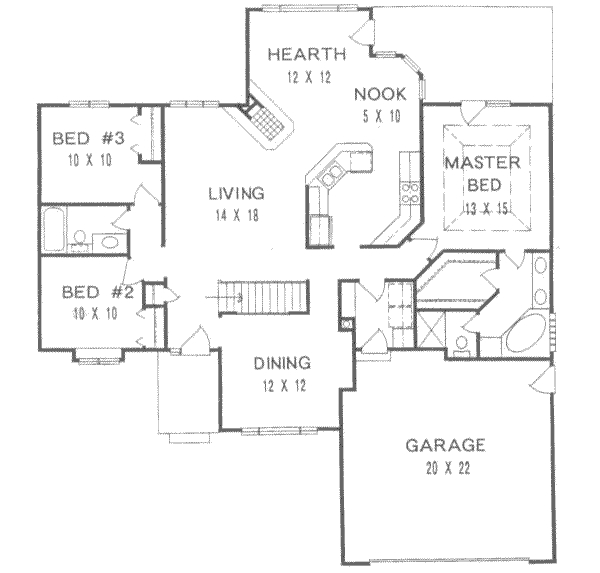 HEARTH
12 X 12
NOOK
5 X 10
BED #3
10 X 10
MASTER
BED
13 X 15
LIVING
14 X 18
BED #2
10 X 10
DINING
12 X 12
GARAGE
20 X 22